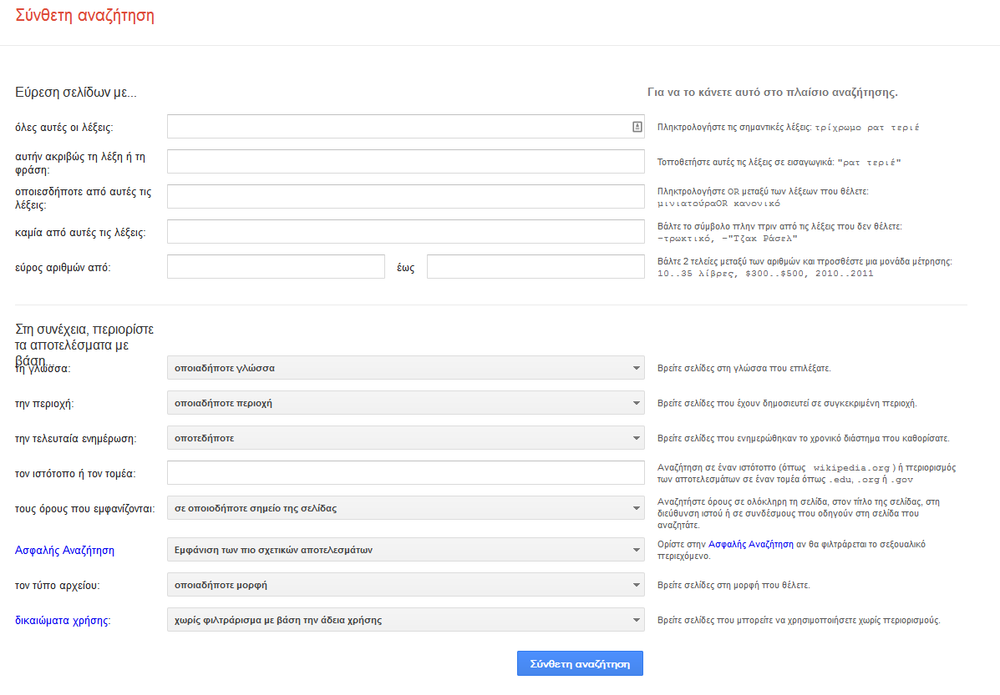 Σύνθετη αναζήτηση
Εύρεση σελίδων με...
Για να το κάνετε αυτό στο πλαίσιο αναζήτησης.
όλες αυτές οι λέξεις:
Πληκτρολογήστε τις σημαντικές λέξεις: τρίχρωμο ρατ τεριέ
αυτήν ακριβώς τη λέξη ή τη
φράση:
Τοποθετήστε αυτές τις λέξεις σε εισαγωγικά: "ρατ τεριέ"
οποιεσδήποτε από αυτές τις
λέξεις:
Πληκτρολογήστε OR μεταξύ των λέξεων που θέλετε:
μινιατούραOR κανονικό
καμία από αυτές τις λέξεις:
Βάλτε το σύμβολο πλην πριν από τις λέξεις που δεν θέλετε:
-τρωκτικό, -"Τζακ Ράσελ"
εύρος αριθμών από:
έως
Βάλτε 2 τελείες μεταξύ των αριθμών και προσθέστε μια μονάδα μέτρησης:
10..35 λίβρες, $300..$500, 2010..2011
Στη συνέχεια, περιορίστε
τα αποτελέσματα με
βάση...
τη γλώσσα:
οποιαδήποτε γλώσσα
Βρείτε σελίδες στη γλώσσα που επιλέξατε.
την περιοχή:
οποιαδήποτε περιοχή
Βρείτε σελίδες που έχουν δημοσιευτεί σε συγκεκριμένη περιοχή.
την τελευταία ενημέρωση:
οποτεδήποτε
Βρείτε σελίδες που ενημερώθηκαν το χρονικό διάστημα που καθορίσατε.
τον ιστότοπο ή τον τομέα:
Αναζήτηση σε έναν ιστότοπο (όπως wikipedia.org ) ή περιορισμός
των αποτελεσμάτων σε έναν τομέα όπως .edu, .org ή .gov
τους όρους που εμφανίζονται:
σε οποιοδήποτε σημείο της σελίδας
Αναζητήστε όρους σε ολόκληρη τη σελίδα, στον τίτλο της σελίδας, στη
διεύθυνση ιστού ή σε συνδέσμους που οδηγούν στη σελίδα που
αναζητάτε.
Ασφαλής Αναζήτηση
Εμφάνιση των πιο σχετικών αποτελεσμάτων
Ορίστε στην Ασφαλής Αναζήτηση αν θα φιλτράρεται το σεξουαλικό
περιεχόμενο.
τον τύπο αρχείου:
οποιαδήποτε μορφή
Βρείτε σελίδες στη μορφή που θέλετε.
δικαιώματα χρήσης:
χωρίς φιλτράρισμα με βάση την άδεια χρήσης
Βρείτε σελίδες που μπορείτε να χρησιμοποιήσετε χωρίς περιορισμούς.
Σύνθετη αναζήτηση